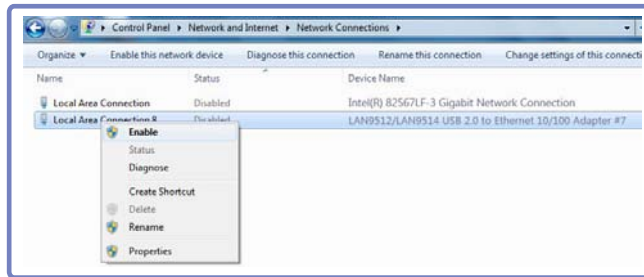 Control Panel ▸ Network and Internet ▸ Network Connections ▸
Organize ▾ Enable this network device Diagnose this connection Rename this connection Change settings of this connecti
Name Status Device Name
Local Area Connection Disabled Intel(R) 82567LF-3 Gigabit Network Connection
Local Area Connection 8 Disabled LAN9512/LAN9514 USB 2.0 to Ethernet 10/100 Adapter #7
Enable
Status
Diagnose
Create Shortcut
Delete
Rename
Properties